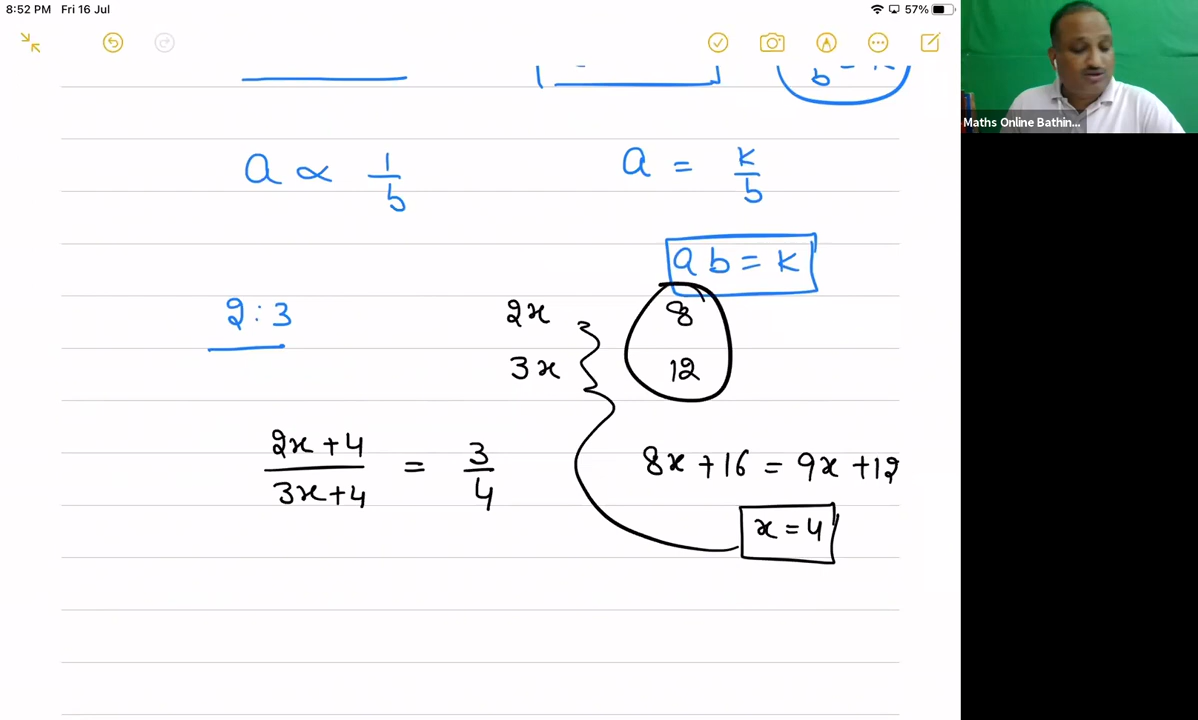 8:52 PM Fri 16 Jul
57%
Maths Online Bathin...
a ∝ 1/b
a = k/b
ab = k
2 : 3
2x 8
3x 12
(2x + 4)/(3x + 4) = 3/4
8x + 16 = 9x + 12
x = 4